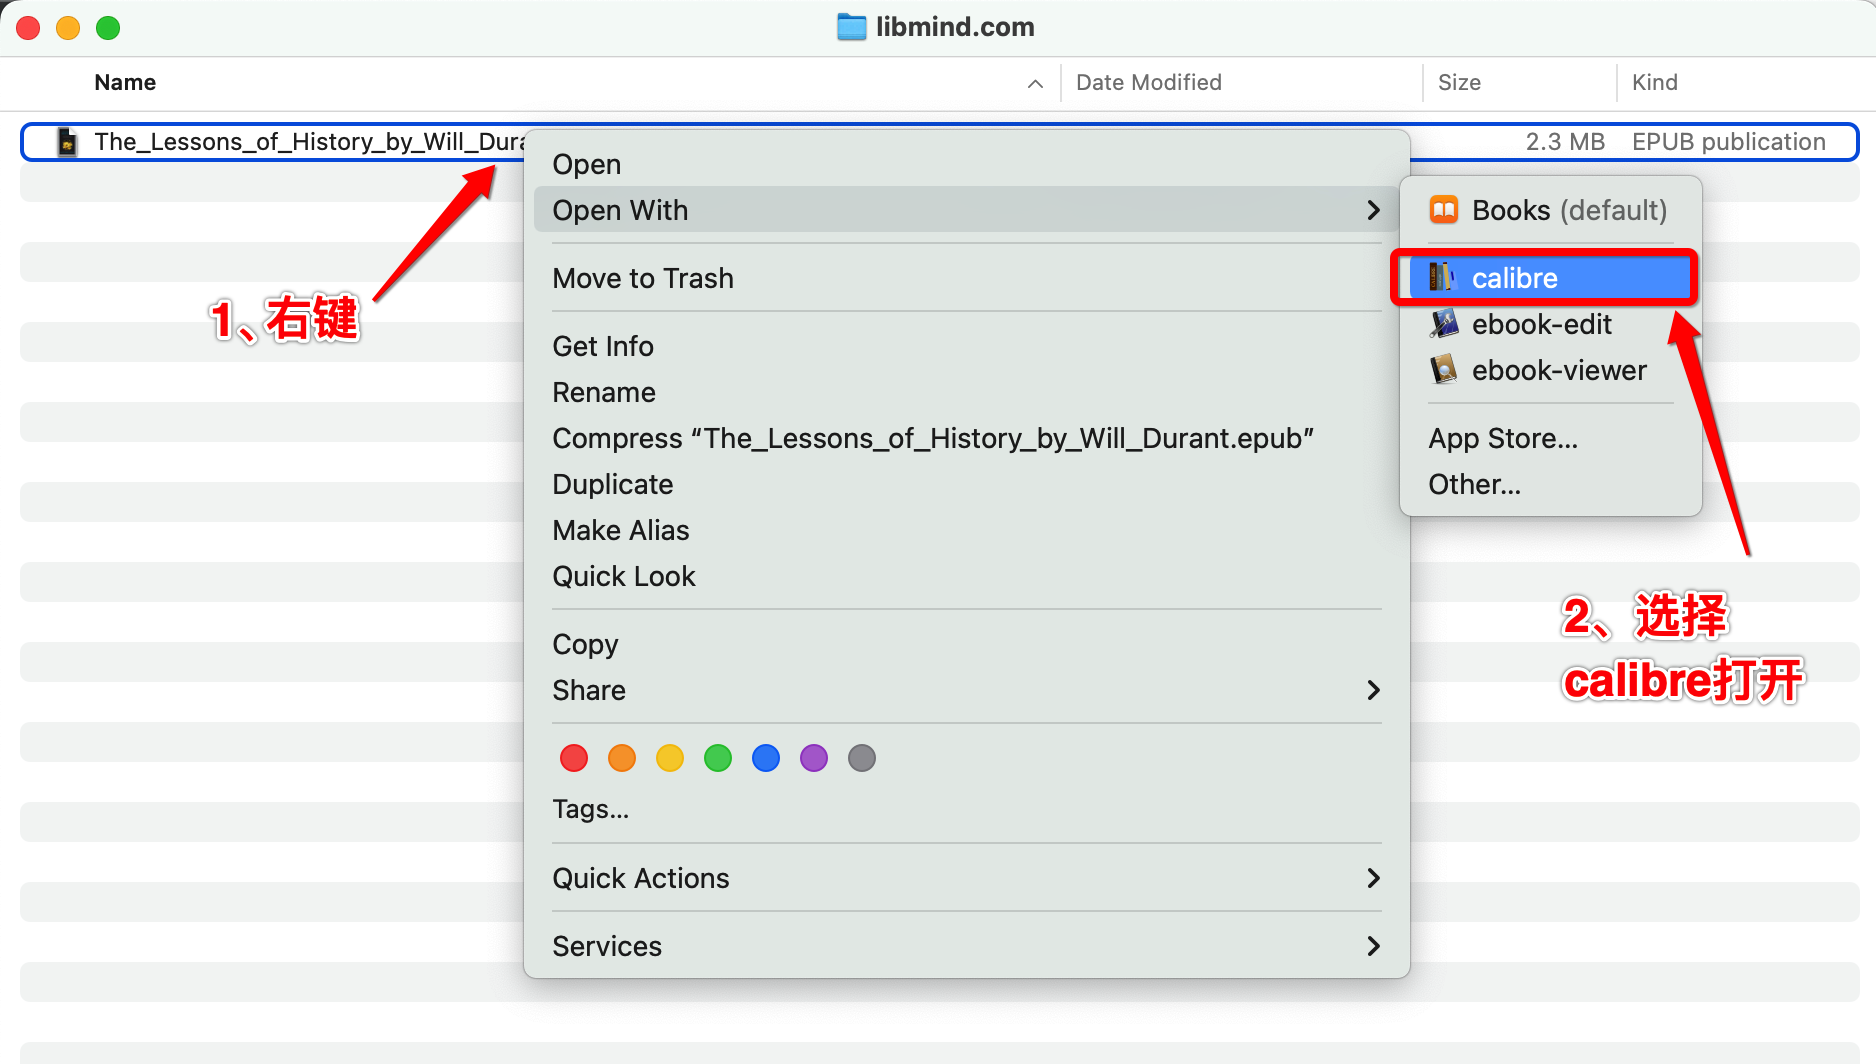 libmind.com
Name
Date Modified
Size
Kind
The_Lessons_of_History_by_Will_Dura
2.3 MB
EPUB publication
Open
Open With
Move to Trash
Get Info
Rename
Compress “The_Lessons_of_History_by_Will_Durant.epub”
Duplicate
Make Alias
Quick Look
Copy
Share
Tags...
Quick Actions
Services
Books (default)
calibre
ebook-edit
ebook-viewer
App Store...
Other...
1、右键
2、选择
calibre打开